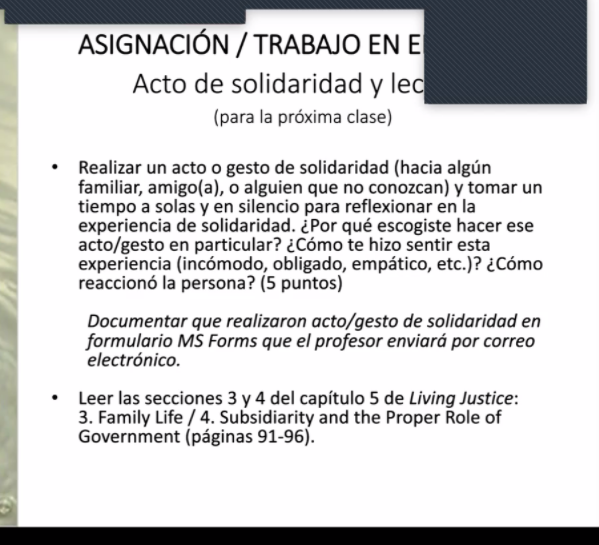 ASIGNACIÓN / TRABAJO EN
Acto de solidaridad y
(para la próxima clase)
• Realizar un acto o gesto de solidaridad (hacia algún
familiar, amigo(a), o alguien que no conozcan) y tomar un
tiempo a solas y en silencio para reflexionar en la
experiencia de solidaridad. ¿Por qué escogiste hacer ese
acto/gesto en particular? ¿Cómo te hizo sentir esta
experiencia (incómodo, obligado, empático, etc.)? ¿Cómo
reaccionó la persona? (5 puntos)
Documentar que realizaron acto/gesto de solidaridad en
formulario MS Forms que el profesor enviará por correo
electrónico.
• Leer las secciones 3 y 4 del capítulo 5 de Living Justice:
3. Family Life / 4. Subsidiarity and the Proper Role of
Government (páginas 91-96).